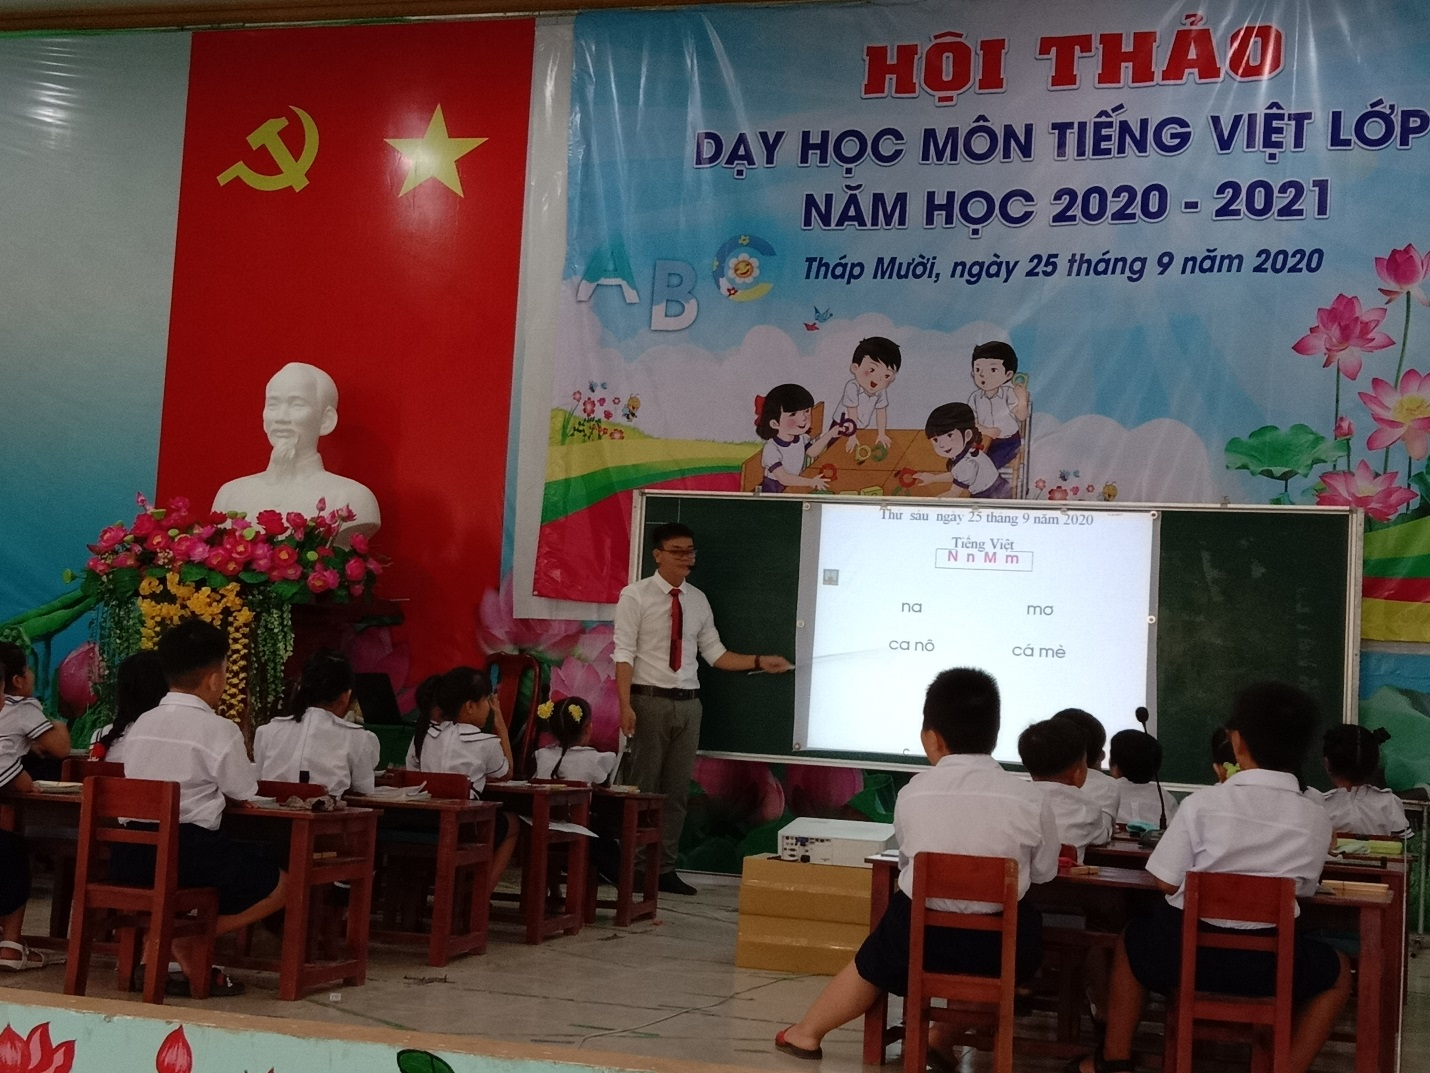 HỘI THẢO
DẠY HỌC MÔN TIẾNG VIỆT LỚP
NĂM HỌC 2020 - 2021
Tháp Mười, ngày 25 tháng 9 năm 2020
ABC
Thứ sáu ngày 25 tháng 9 năm 2020
Tiếng Việt
N n M m
na mơ
ca nô cá mè